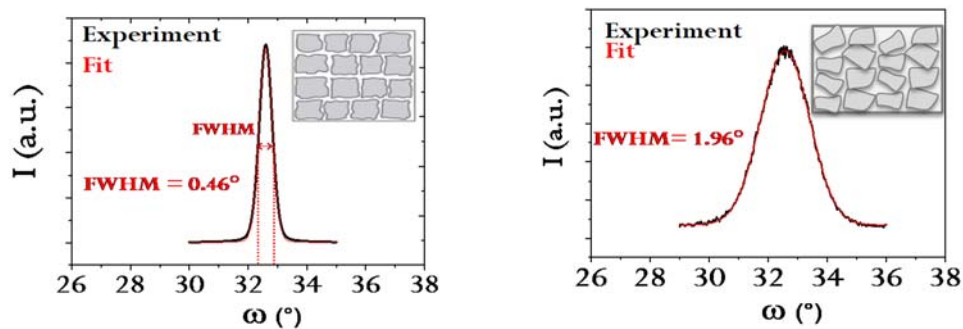 Experiment
Fit
FWHM
FWHM = 0.46°
I (a.u.)
26 28 30 32 34 36 38
ω (°)
Experiment
Fit
FWHM = 1.96°
I (a.u.)
26 28 30 32 34 36 38
ω (°)